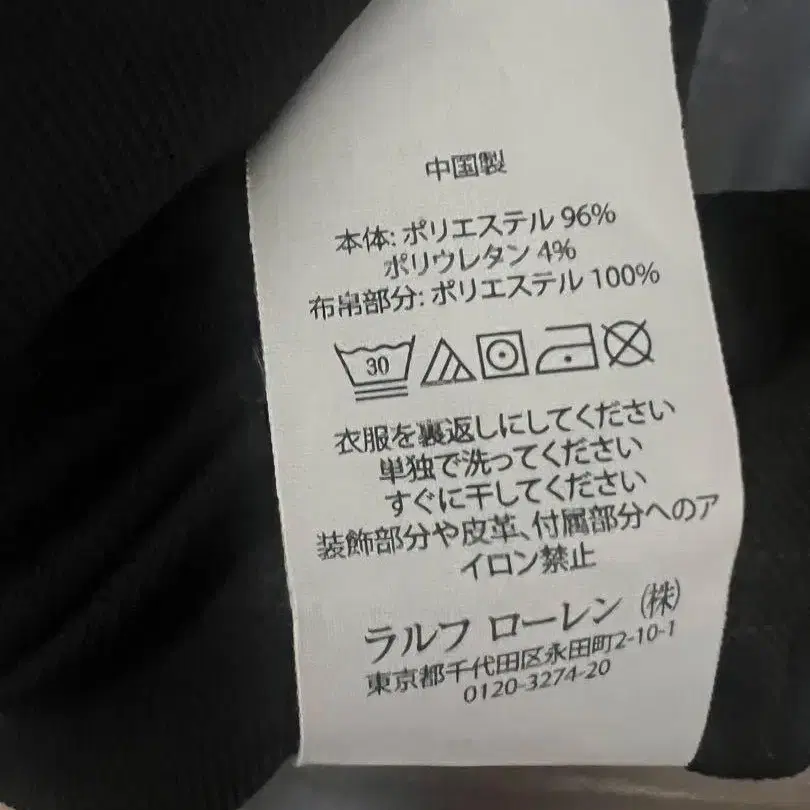 中国製
本体: ポリエステル 96%
ポリウレタン 4%
布帛部分: ポリエステル 100%
30
衣服を裏返しにしてください
単独で洗ってください
すぐに干してください
装飾部分や皮革、付属部分へのア
イロン禁止
ラルフ ローレン (株)
東京都千代田区永田町2-10-1
0120-3274-20